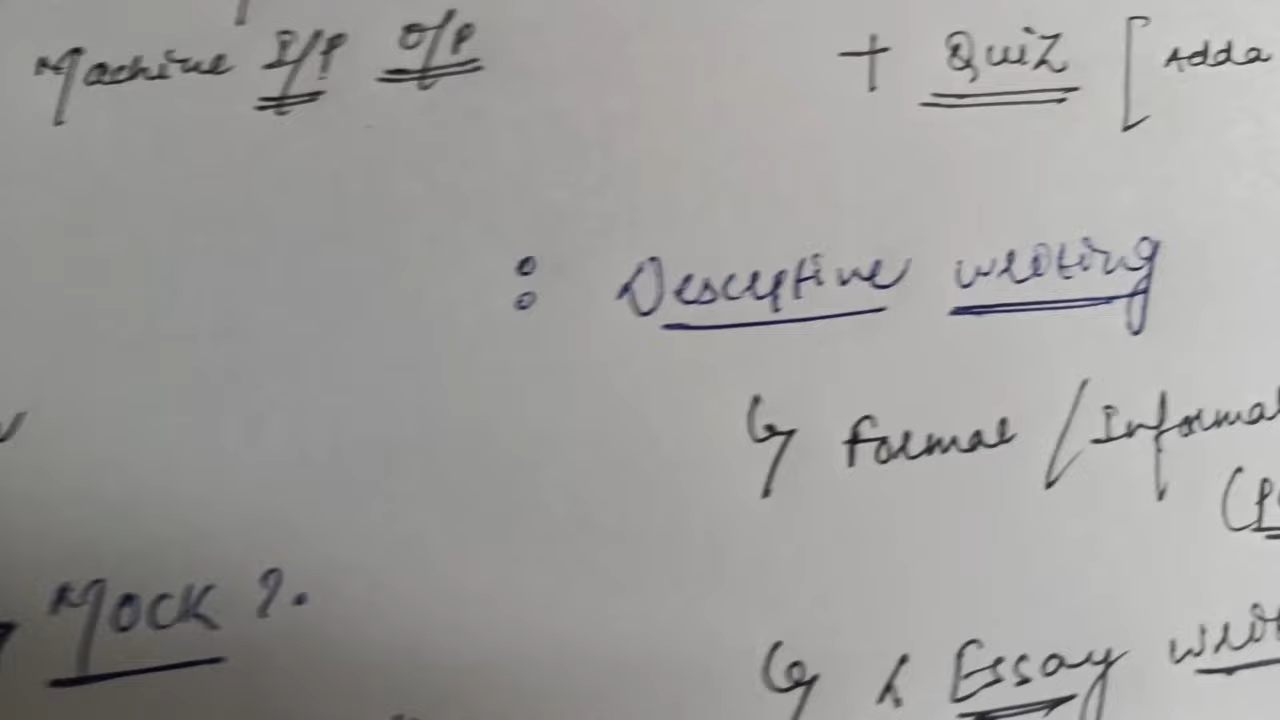 Machine I/P O/P
+ Quiz [ Adda
: Descriptive writing
↳ Formal / Informal
Mock ?.
↳ & Essay